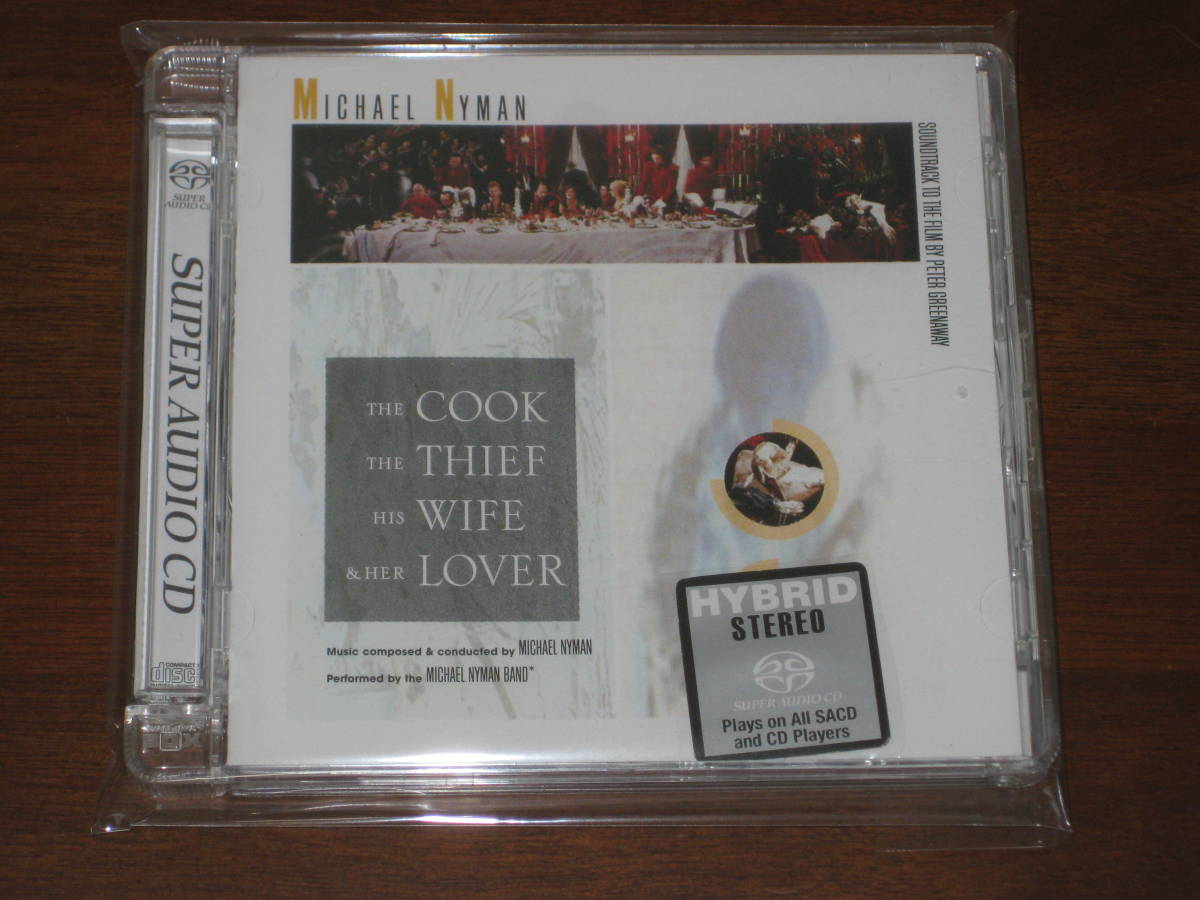 MICHAEL NYMAN
SOUNDTRACK TO THE FILM BY PETER GREENAWAY
THE COOK
THE THIEF
HIS WIFE
& HER LOVER
Music composed & conducted by MICHAEL NYMAN
Performed by the MICHAEL NYMAN BAND*
HYBRID
STEREO
SUPER AUDIO CD
Plays on All SACD
and CD Players
SUPER
AUDIO CD
SUPER AUDIO CD
COMPACT
disc